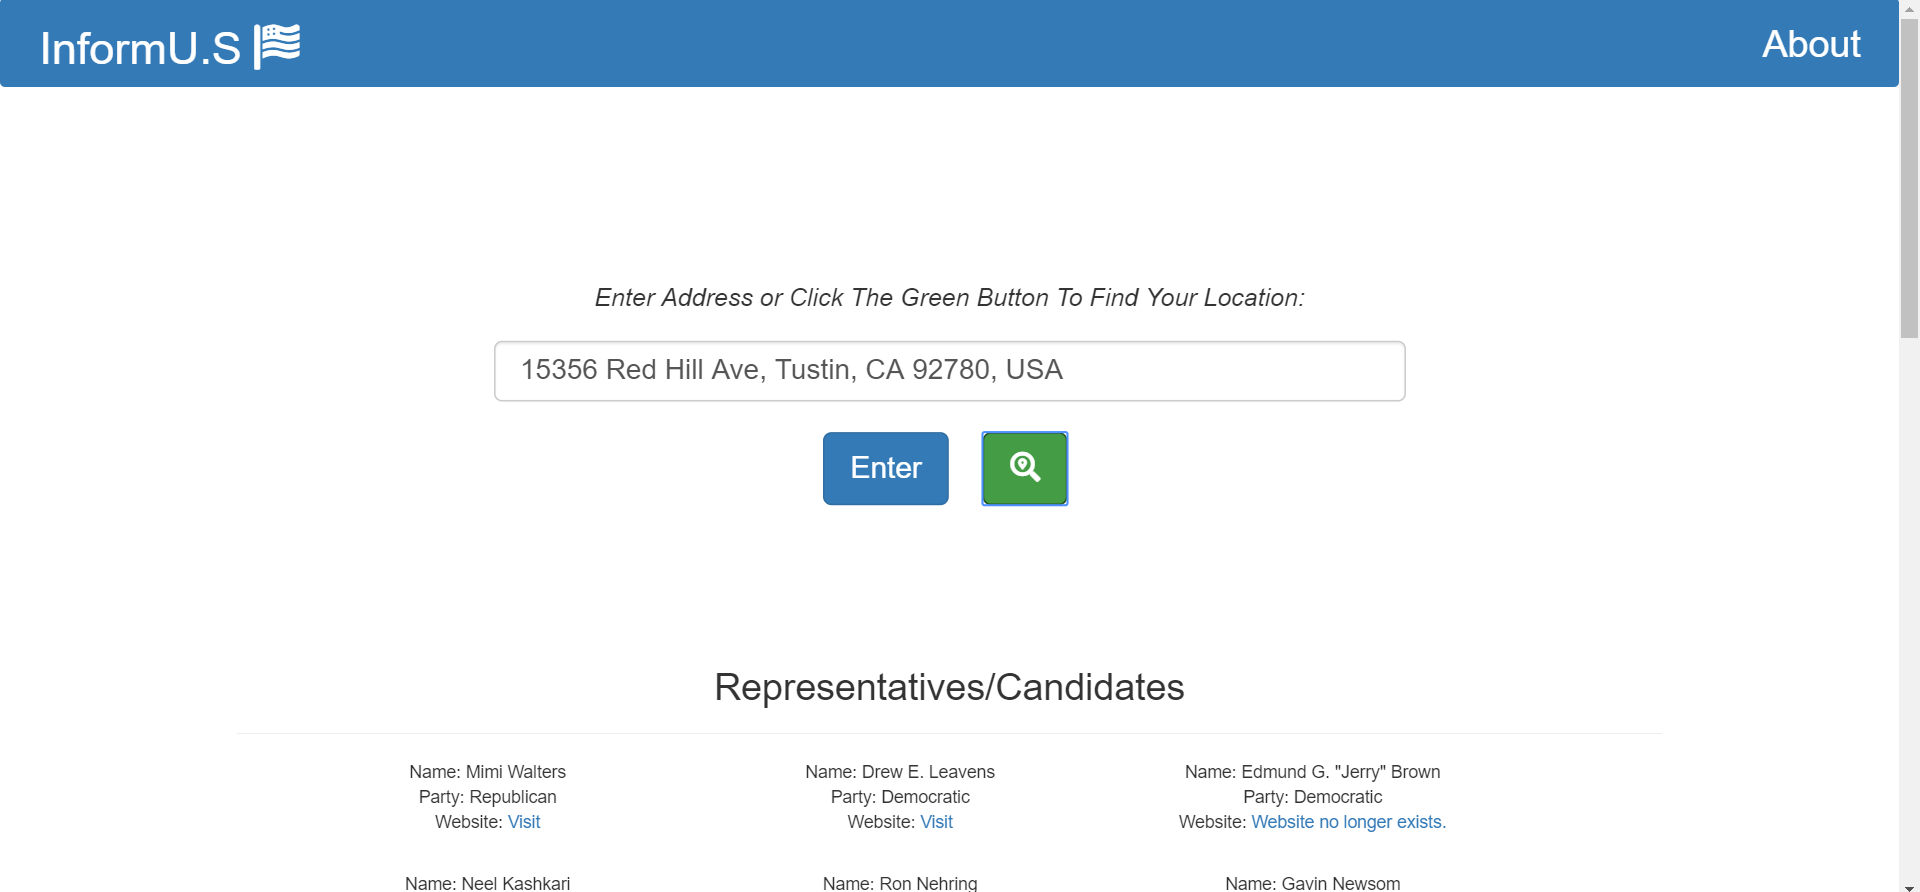 InformU.S
About
Enter Address or Click The Green Button To Find Your Location:
15356 Red Hill Ave, Tustin, CA 92780, USA
Enter
Representatives/Candidates
Name: Mimi Walters
Party: Republican
Website: Visit
Name: Drew E. Leavens
Party: Democratic
Website: Visit
Name: Edmund G. "Jerry" Brown
Party: Democratic
Website: Website no longer exists.
Name: Neel Kashkari
Name: Ron Nehring
Name: Gavin Newsom